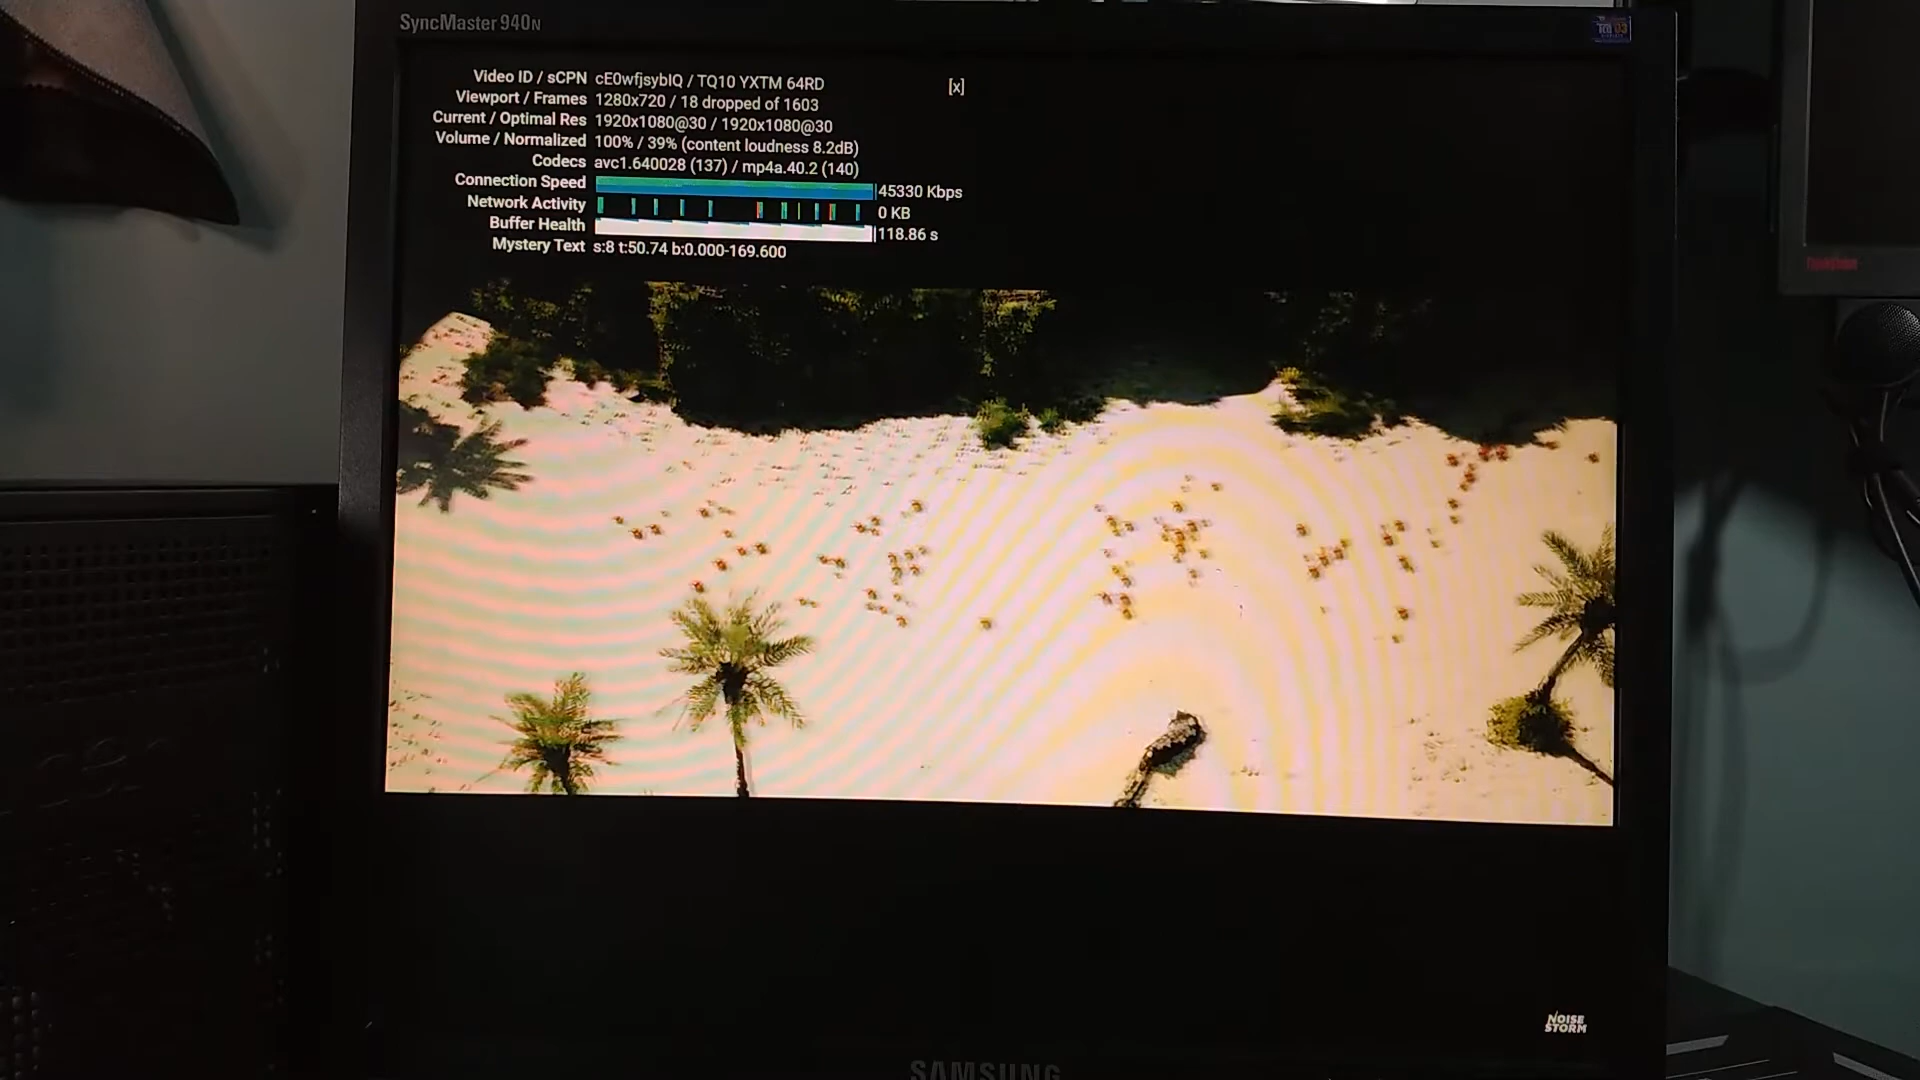 SyncMaster 940N
Video ID / sCPN cE0wfjsybIQ / TQ10 YXTM 64RD [x]
Viewport / Frames 1280x720 / 18 dropped of 1603
Current / Optimal Res 1920x1080@30 / 1920x1080@30
Volume / Normalized 100% / 39% (content loudness 8.2dB)
Codecs avc1.640028 (137) / mp4a.40.2 (140)
Connection Speed 45330 Kbps
Network Activity 0 KB
Buffer Health 118.86 s
Mystery Text s:8 t:50.74 b:0.000-169.600
NOISE
STORM
SAMSUNG